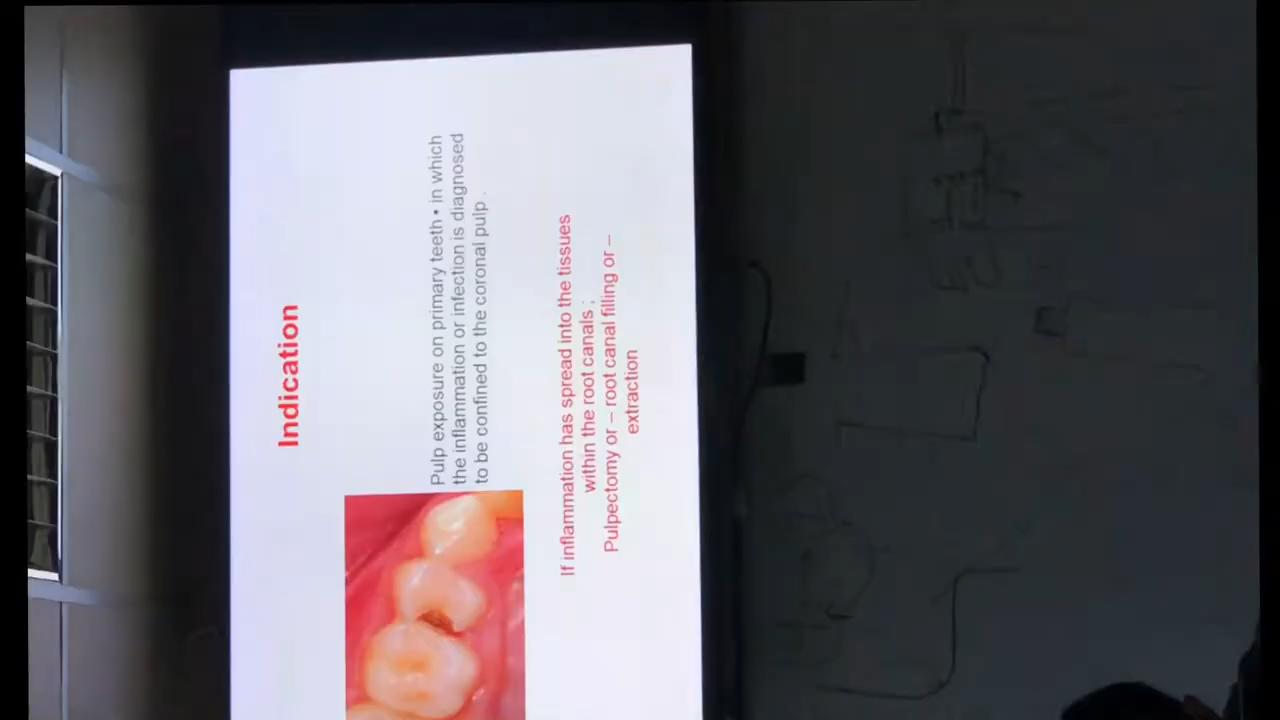 Indication
Pulp exposure on primary teeth • in which
the inflammation or infection is diagnosed
to be confined to the coronal pulp .
If inflammation has spread into the tissues
within the root canals ;
Pulpectomy or – root canal filling or –
extraction